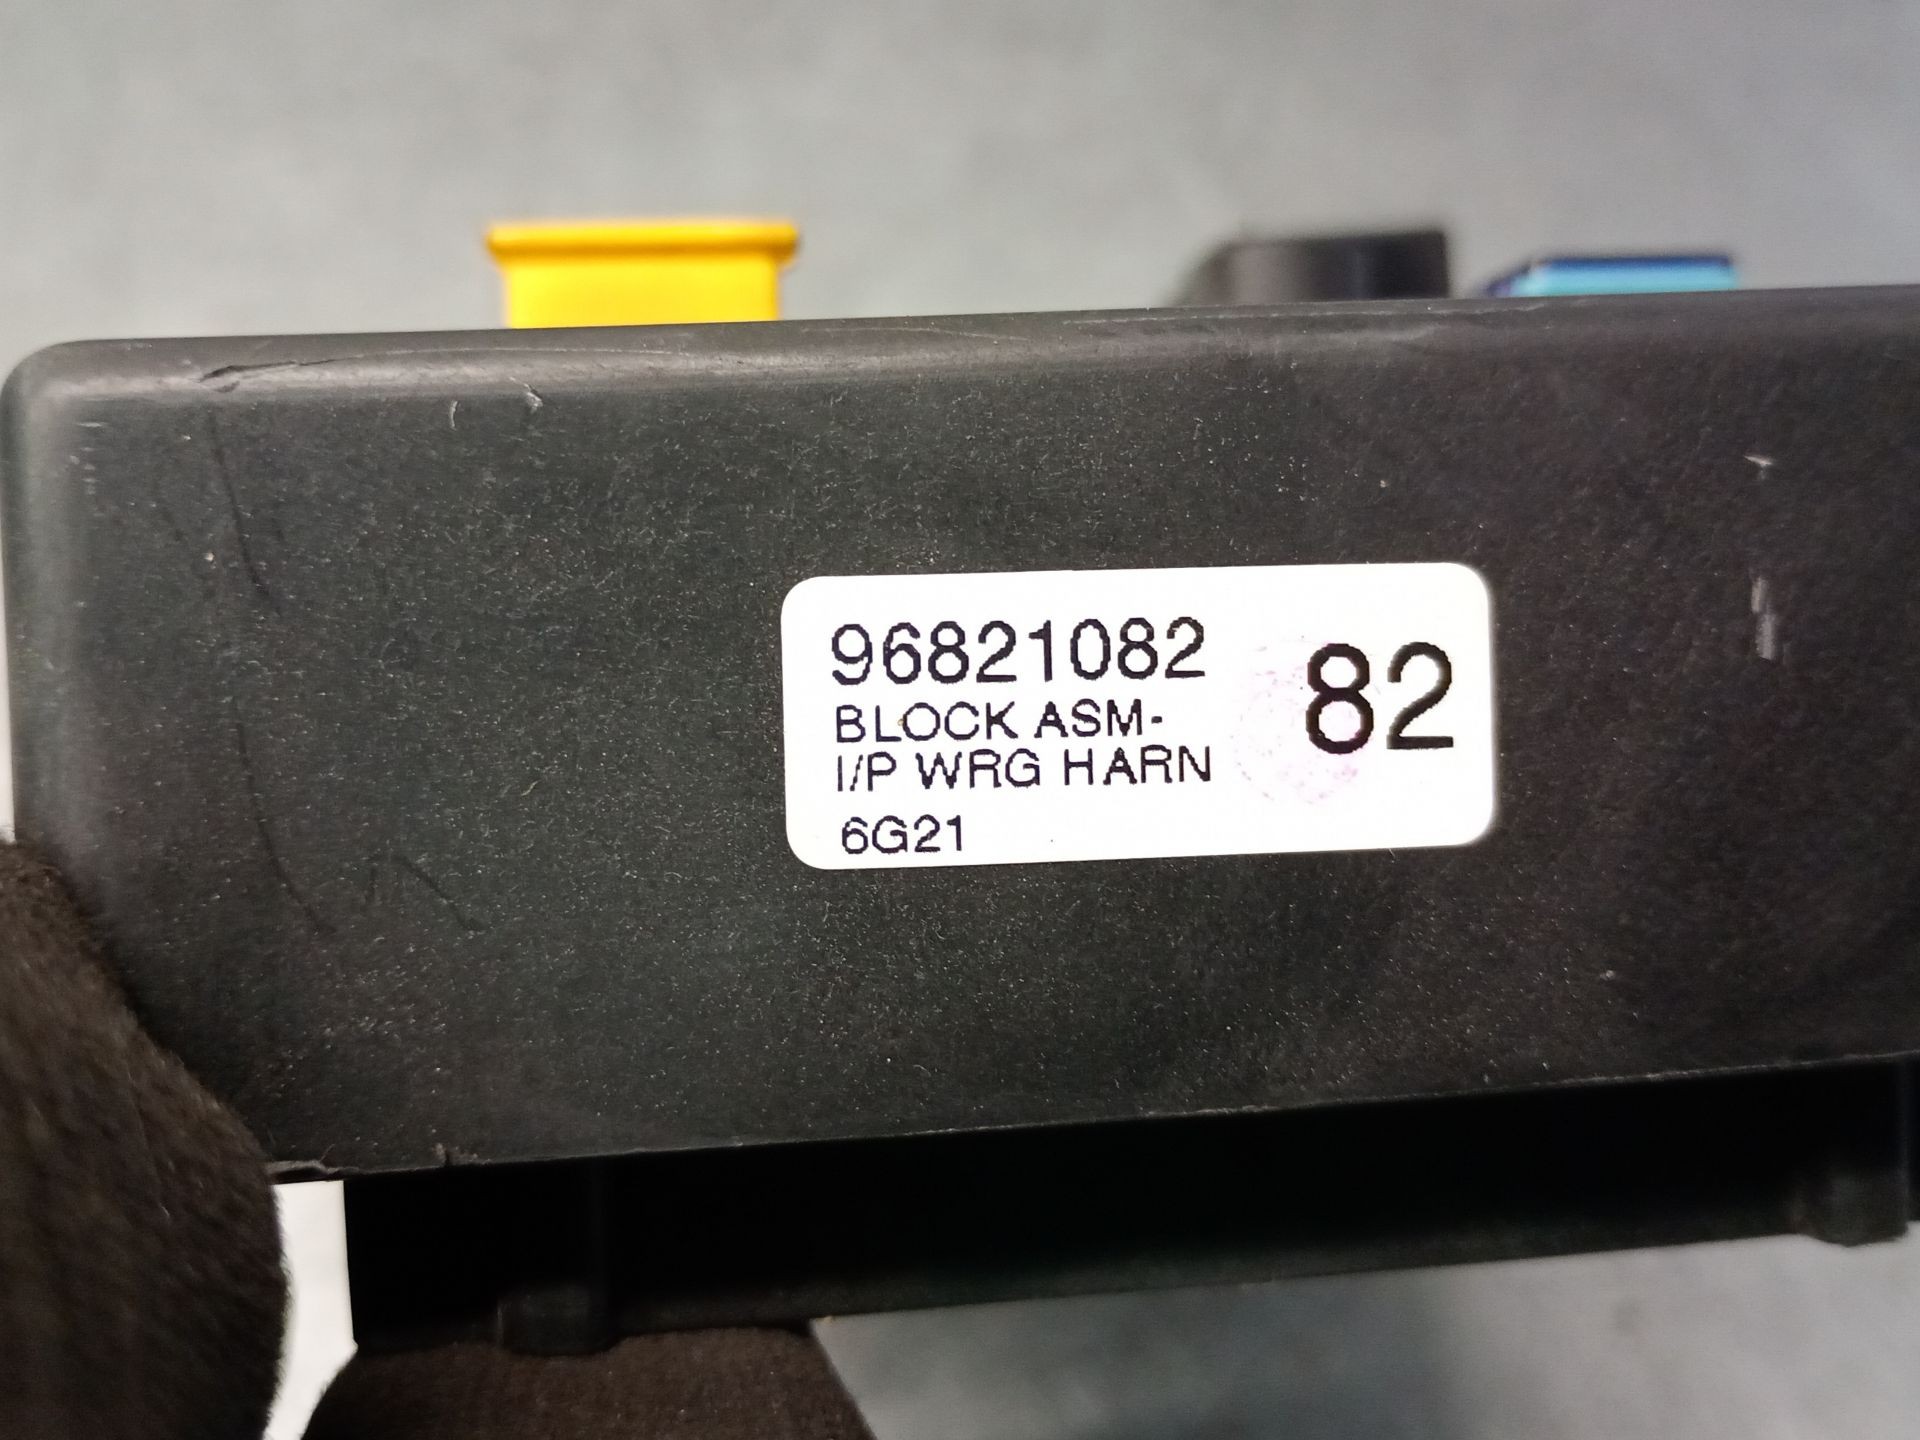 96821082
BLOCK ASM-
I/P WRG HARN
6G21
82